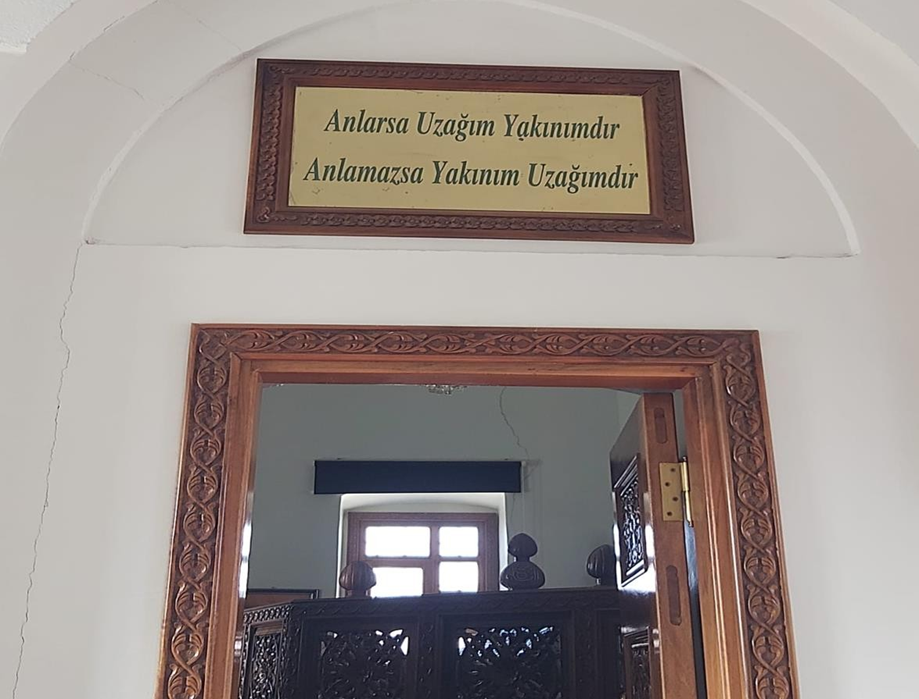 Anlarsa Uzağım Yakınımdır
Anlamazsa Yakınım Uzağımdır